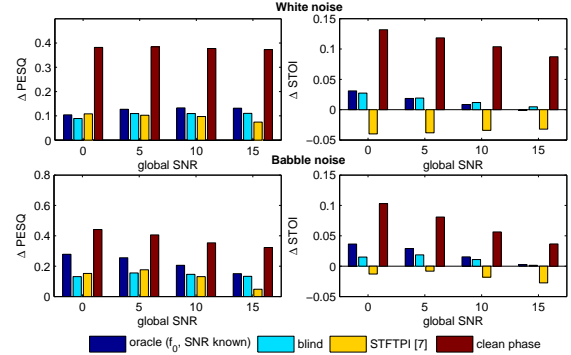 White noise
0.4
0.3
0.2
0.1
0
Δ PESQ
0 5 10 15
global SNR
0.15
0.1
0.05
0
−0.05
Δ STOI
0 5 10 15
global SNR
Babble noise
0.8
0.6
0.4
0.2
0
Δ PESQ
0 5 10 15
global SNR
0.15
0.1
0.05
0
−0.05
Δ STOI
0 5 10 15
global SNR
oracle (f0, SNR known) blind STFTPI [7] clean phase